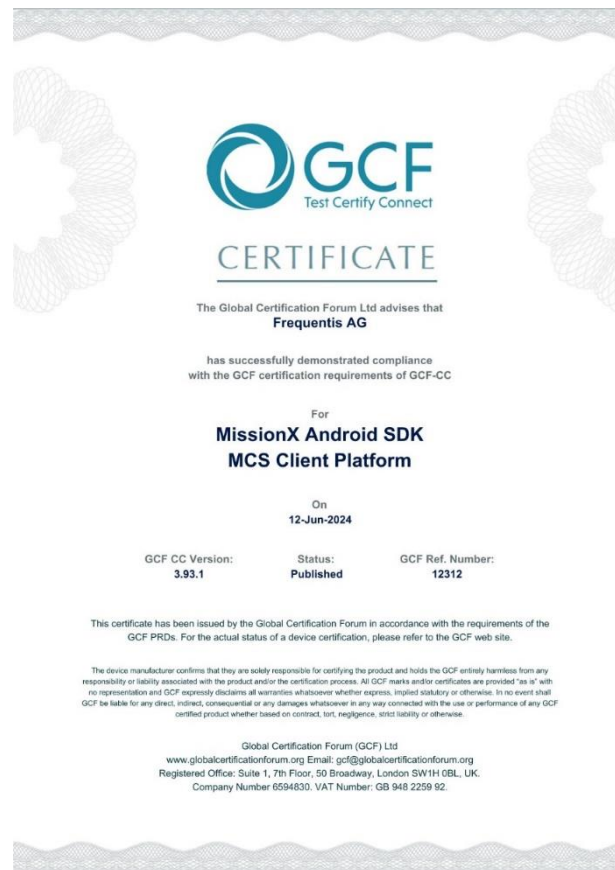 GCF
Test Certify Connect
CERTIFICATE
The Global Certification Forum Ltd advises that
Frequentis AG
has successfully demonstrated compliance
with the GCF certification requirements of GCF-CC
For
MissionX Android SDK
MCS Client Platform
On
12-Jun-2024
GCF CC Version: Status: GCF Ref. Number:
3.93.1 Published 12312
This certificate has been issued by the Global Certification Forum in accordance with the requirements of the
GCF PRDs. For the actual status of a device certification, please refer to the GCF web site.
The device manufacturer confirms that they are solely responsible for certifying the product and holds the GCF entirely harmless from any
responsibility or liability associated with the product and/or the certification process. All GCF marks and/or certificates are provided "as is" with
no representation and GCF expressly disclaims all warranties whatsoever whether express, implied statutory or otherwise. In no event shall
GCF be liable for any direct, indirect, consequential or any damages whatsoever in any way connected with the use or performance of any GCF
certified product whether based on contract, tort, negligence, strict liability or otherwise.
Global Certification Forum (GCF) Ltd
www.globalcertificationforum.org Email: gcf@globalcertificationforum.org
Registered Office: Suite 1, 7th Floor, 50 Broadway, London SW1H 0BL, UK.
Company Number 6594830. VAT Number: GB 948 2259 92.